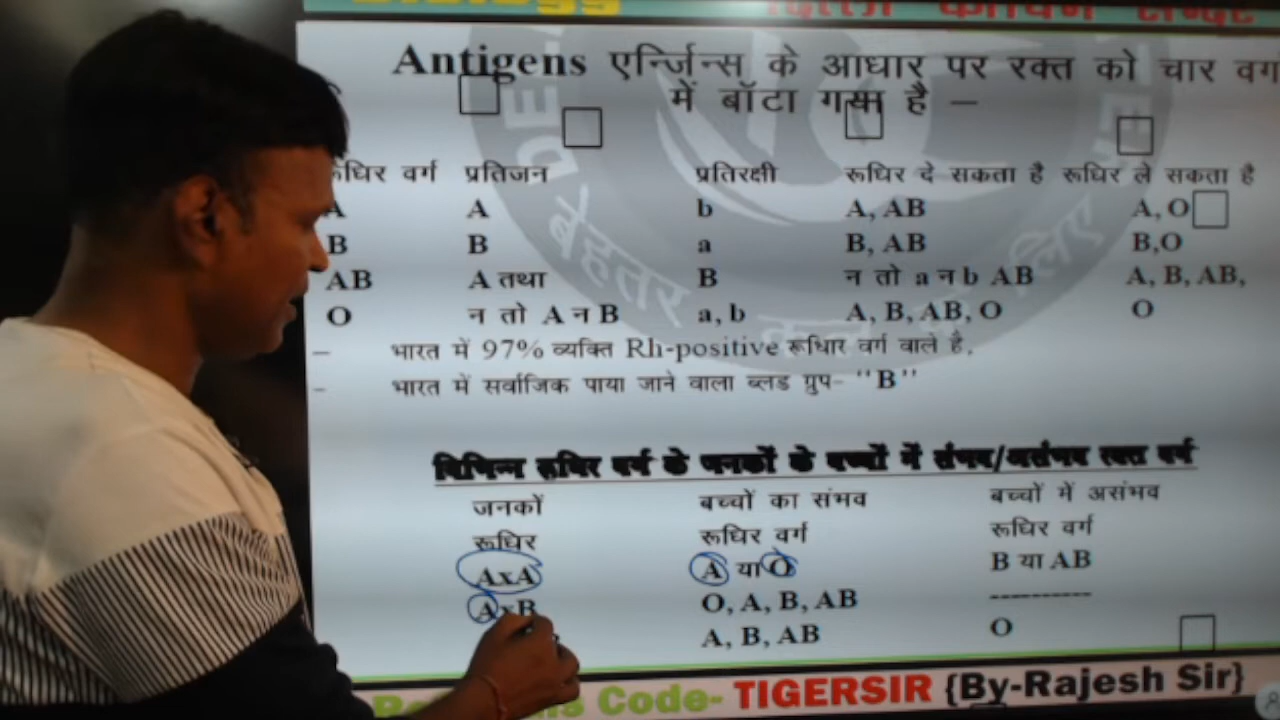 Antigens एर्न्जिन्स के आधार पर रक्त को चार वग
में बॉटा गया है –
रूधिर वर्ग प्रतिजन प्रतिरक्षी रूधिर दे सकता है रूधिर ले सकता है
A A b A, AB A, O
B B a B, AB B,O
AB A तथा B न तो a न b AB A, B, AB,
O न तो A न B a, b A, B, AB, O O
– भारत में 97% व्यक्ति Rh-positive रूधिर वर्ग वाले है.
– भारत में सर्वाजिक पाया जाने वाला ब्लड ग्रुप- ''B''
विभिन्न रूधिर वर्ग के जनकों के बच्चों में संभव/असंभव रक्त वर्ग
जनकों बच्चों का संभव बच्चों में असंभव
रूधिर रूधिर वर्ग रूधिर वर्ग
AxA A या O B या AB
AxB O, A, B, AB ----------
A, B, AB O
Code- TIGERSIR {By-Rajesh Sir}